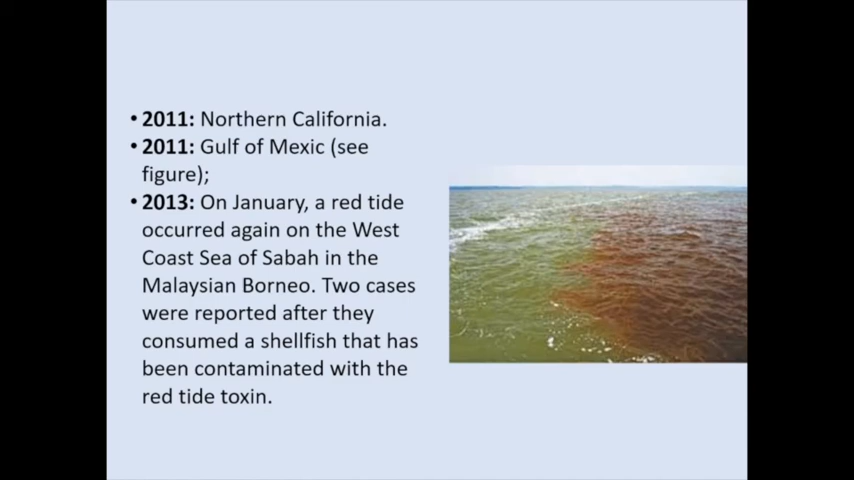 • 2011: Northern California.
• 2011: Gulf of Mexic (see
figure);
• 2013: On January, a red tide
occurred again on the West
Coast Sea of Sabah in the
Malaysian Borneo. Two cases
were reported after they
consumed a shellfish that has
been contaminated with the
red tide toxin.